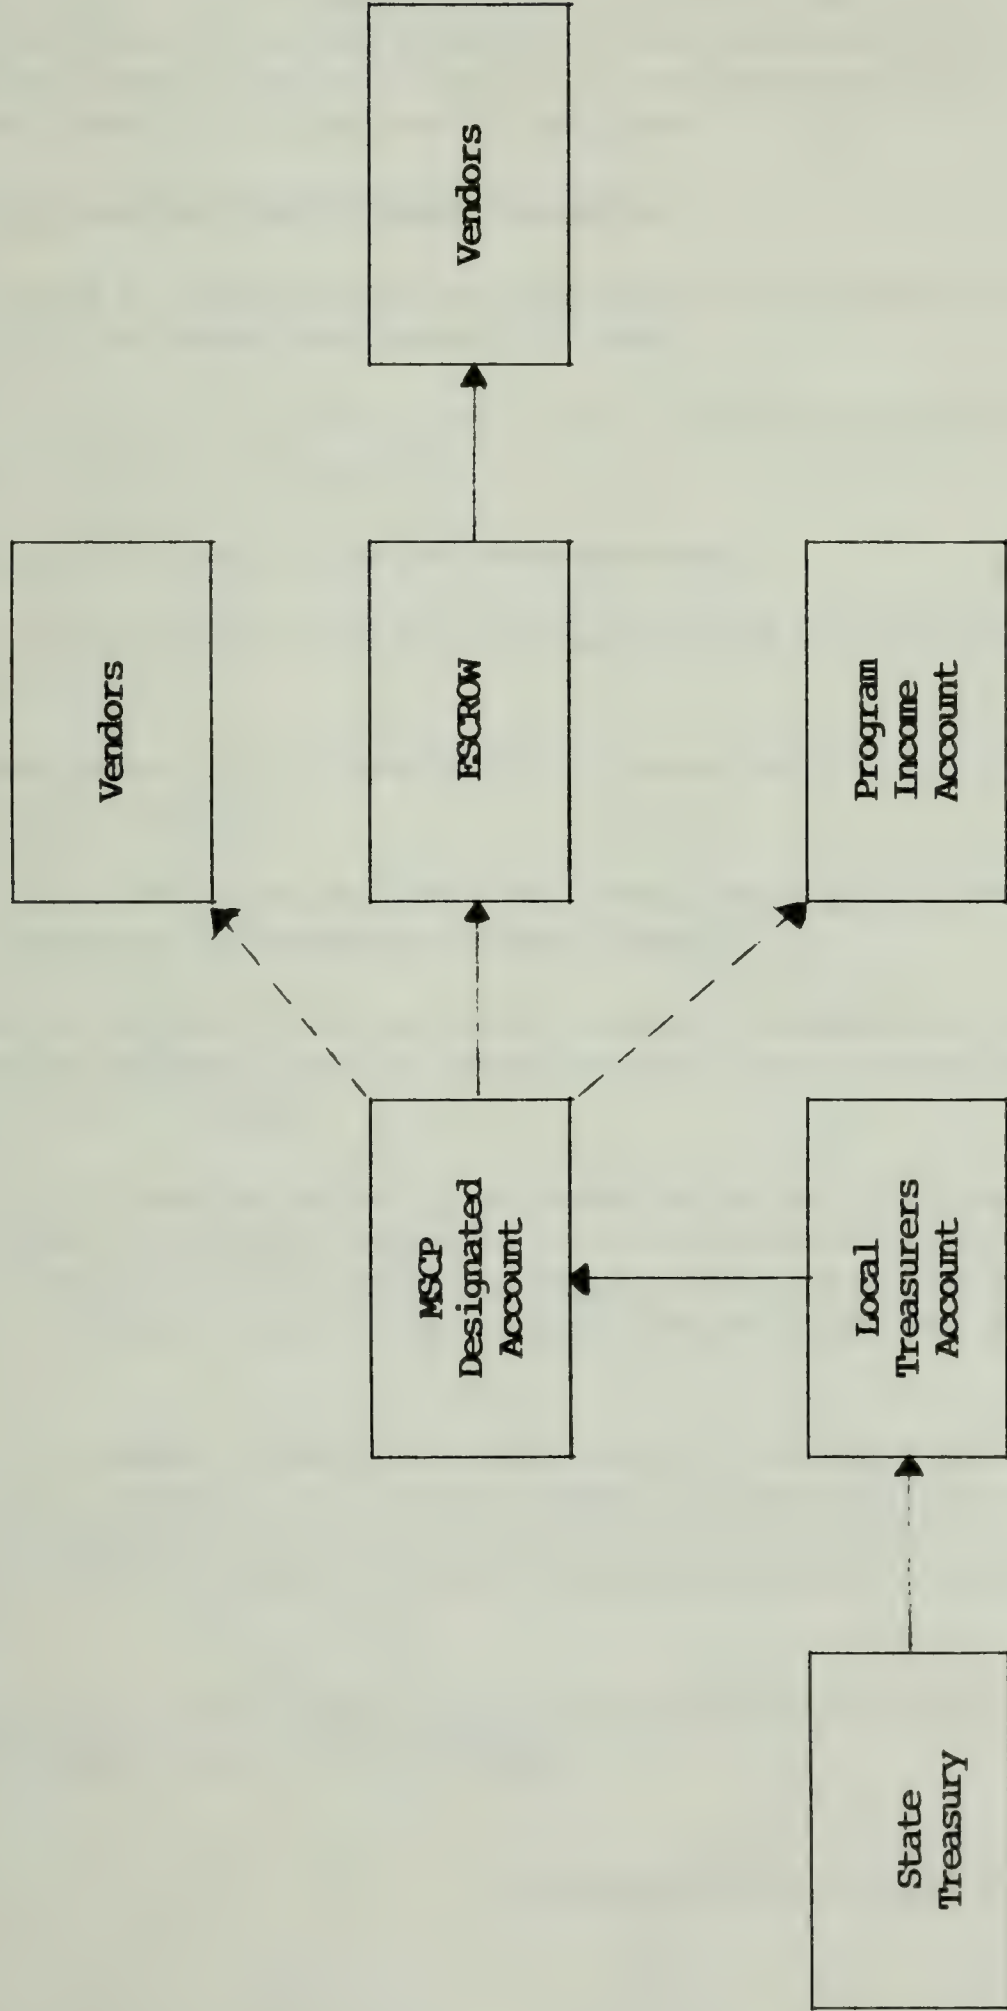 Vendors
MSCP
Designated
Account
ESCROW
Vendors
State
Treasury
Local
Treasurers
Account
Program
Income
Account